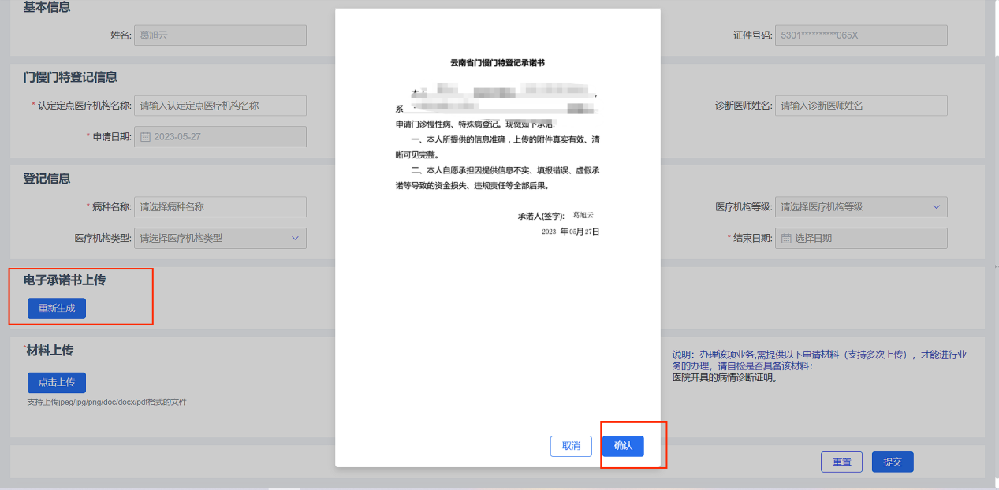 基本信息
姓名: 葛旭云
证件号码: 5301**********065X
门慢门特登记信息
* 认定定点医疗机构名称: 请输入认定定点医疗机构名称
诊断医师姓名: 请输入诊断医师姓名
* 申请日期: 2023-05-27
登记信息
* 病种名称: 请选择病种名称
医疗机构等级: 请选择医疗机构等级
医疗机构类型: 请选择医疗机构类型
* 结束日期: 选择日期
电子承诺书上传
重新生成
*材料上传
点击上传
支持上传jpeg/jpg/png/doc/docx/pdf格式的文件
说明：办理该项业务,需提供以下申请材料（支持多次上传），才能进行业
务的办理，请自检是否具备该材料：
医院开具的病情诊断证明。
重置
提交
云南省门慢门特登记承诺书
系
申请门诊慢性病、特殊病登记。现做如下承诺:
一、本人所提供的信息准确，上传的附件真实有效、清
晰可见完整。
二、本人自愿承担因提供信息不实、填报错误、虚假承
诺等导致的资金损失、违规责任等全部后果。
承诺人(签字): 葛旭云
2023 年05月27日
取消
确认